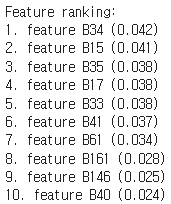 Feature ranking:
1. feature B34 (0.042)
2. feature B15 (0.041)
3. feature B35 (0.038)
4. feature B17 (0.038)
5. feature B33 (0.038)
6. feature B41 (0.037)
7. feature B61 (0.034)
8. feature B161 (0.028)
9. feature B146 (0.025)
10. feature B40 (0.024)